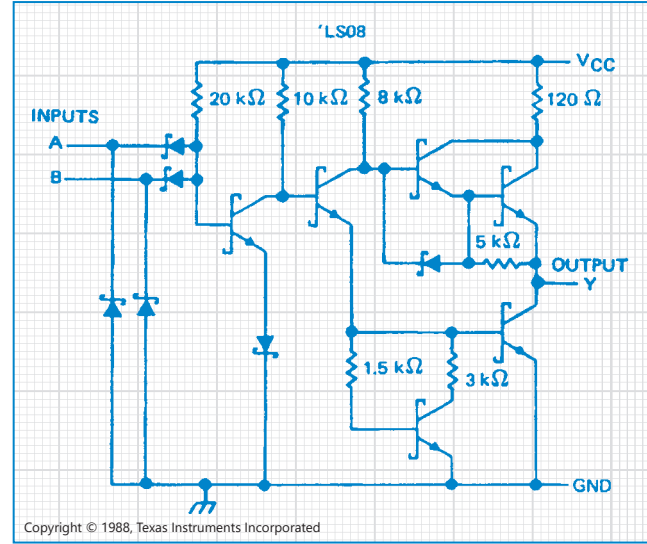 'LS08
VCC
20 kΩ 10 kΩ 8 kΩ 120 Ω
INPUTS
A
B
5 kΩ
OUTPUT
Y
1.5 kΩ 3 kΩ
GND
Copyright © 1988, Texas Instruments Incorporated